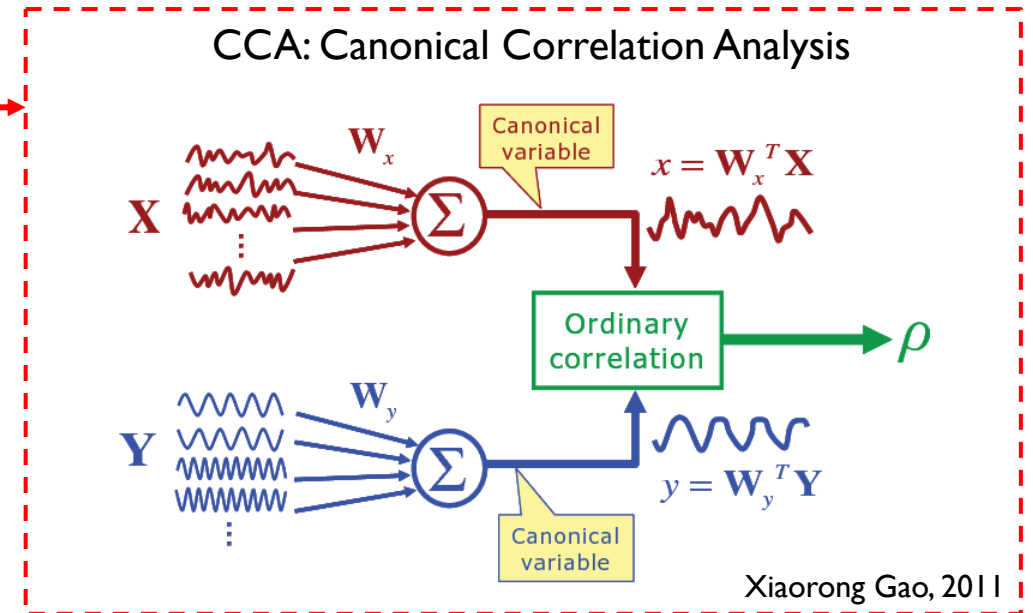 CCA: Canonical Correlation Analysis
Canonical
variable
W_x
x = W_x^T X
X
Σ
Ordinary
correlation
ρ
W_y
Y
Σ
y = W_y^T Y
Canonical
variable
Xiaorong Gao, 2011